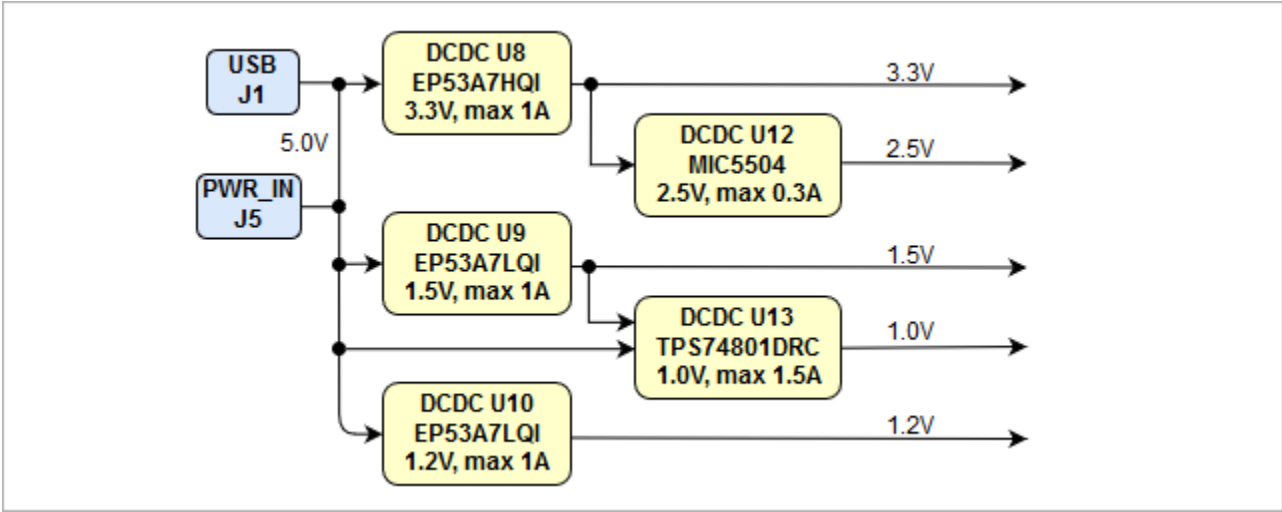 USB
J1
5.0V
PWR_IN
J5
DCDC U8
EP53A7HQI
3.3V, max 1A
3.3V
DCDC U12
MIC5504
2.5V, max 0.3A
2.5V
DCDC U9
EP53A7LQI
1.5V, max 1A
1.5V
DCDC U13
TPS74801DRC
1.0V, max 1.5A
1.0V
DCDC U10
EP53A7LQI
1.2V, max 1A
1.2V